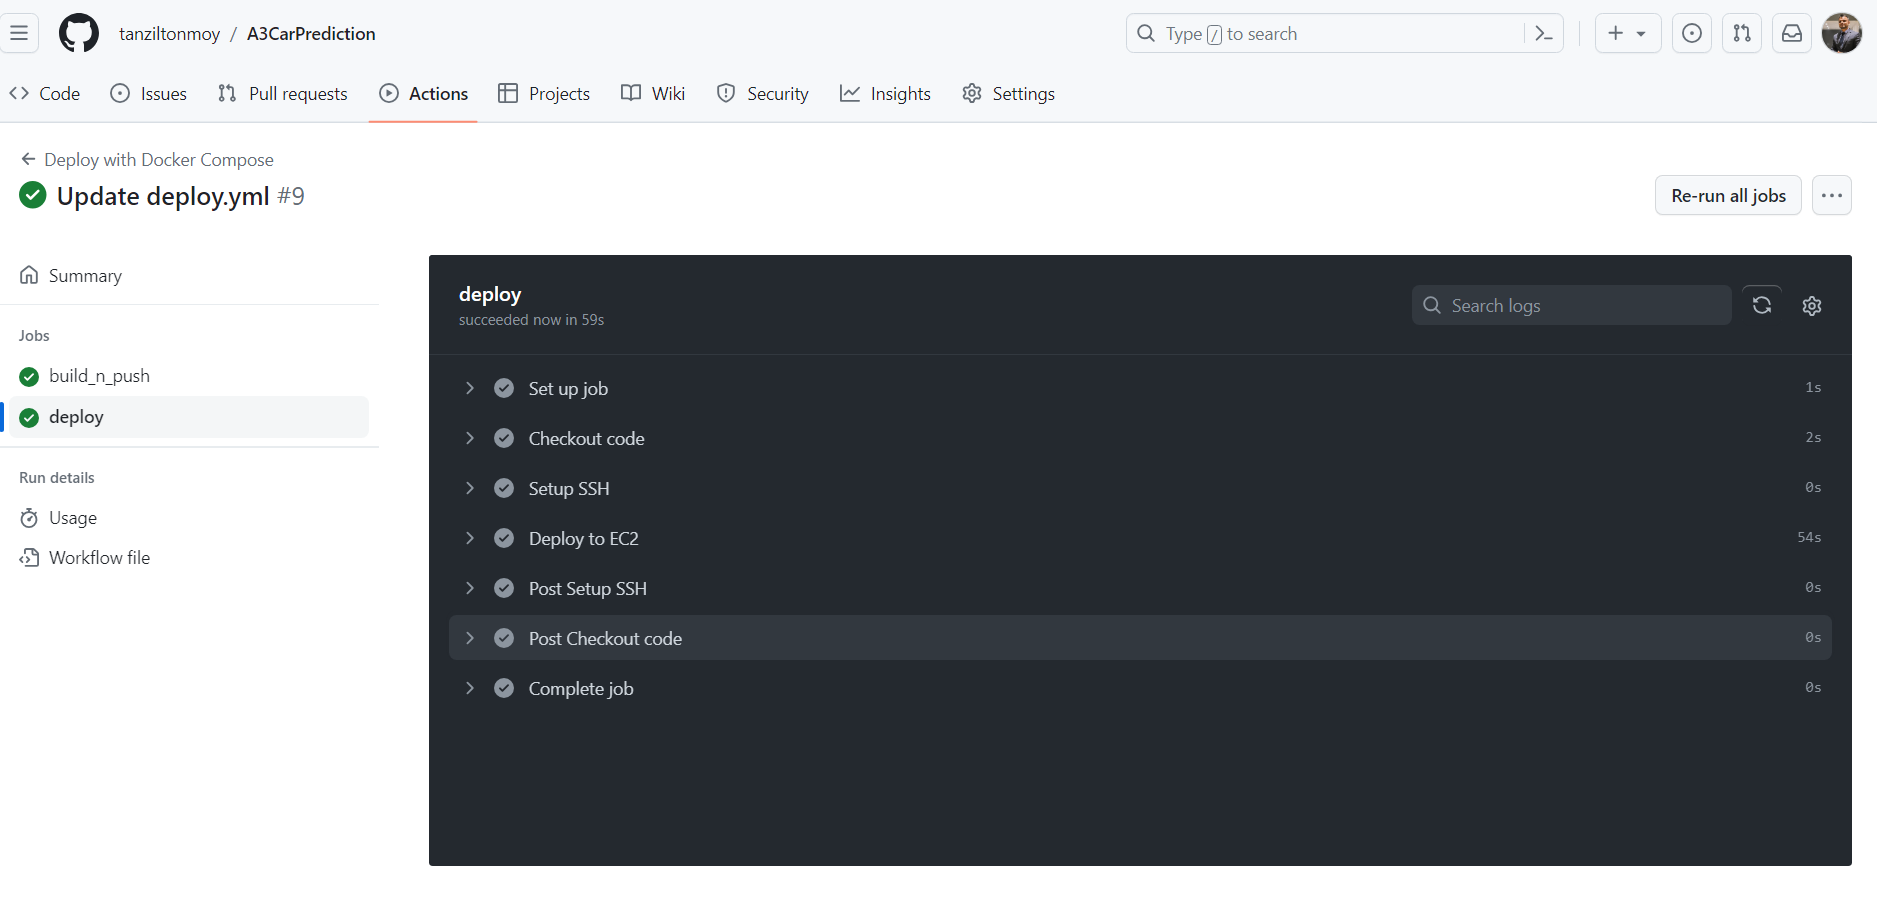 tanziltonmoy / A3CarPrediction
Type / to search
Code Issues Pull requests Actions Projects Wiki Security Insights Settings
Deploy with Docker Compose
Update deploy.yml #9
Re-run all jobs
Summary
Jobs
build_n_push
deploy
Run details
Usage
Workflow file
deploy
succeeded now in 59s
Search logs
Set up job 1s
Checkout code 2s
Setup SSH 0s
Deploy to EC2 54s
Post Setup SSH 0s
Post Checkout code 0s
Complete job 0s